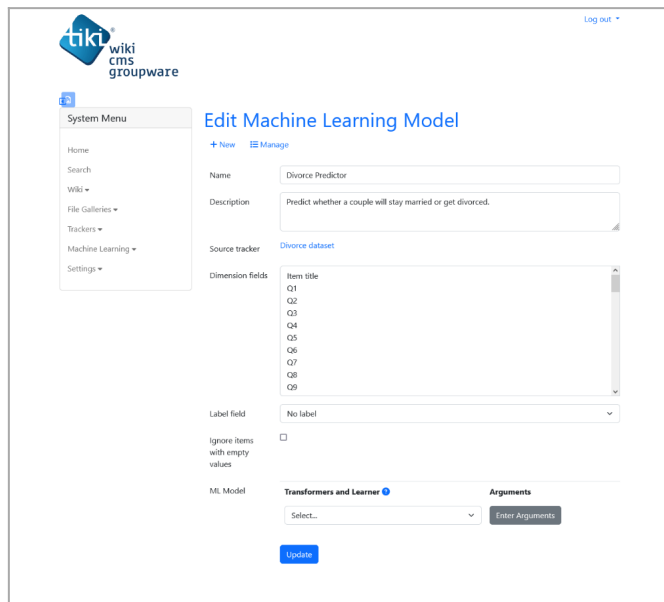 Log out
tiki
wiki
cms
groupware
System Menu
Home
Search
Wiki
File Galleries
Trackers
Machine Learning
Settings
Edit Machine Learning Model
+ New Manage
Name Divorce Predictor
Description Predict whether a couple will stay married or get divorced.
Source tracker Divorce dataset
Dimension fields Item title
Q1
Q2
Q3
Q4
Q5
Q6
Q7
Q8
Q9
Label field No label
Ignore items
with empty
values
ML Model Transformers and Learner ? Arguments
Select... Enter Arguments
Update